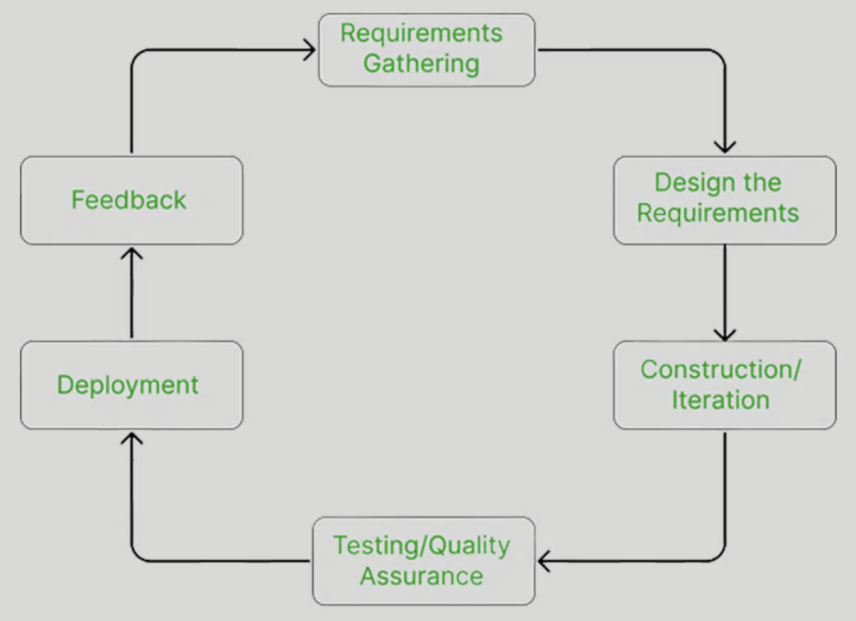 Requirements
Gathering
Design the
Requirements
Construction/
Iteration
Testing/Quality
Assurance
Deployment
Feedback